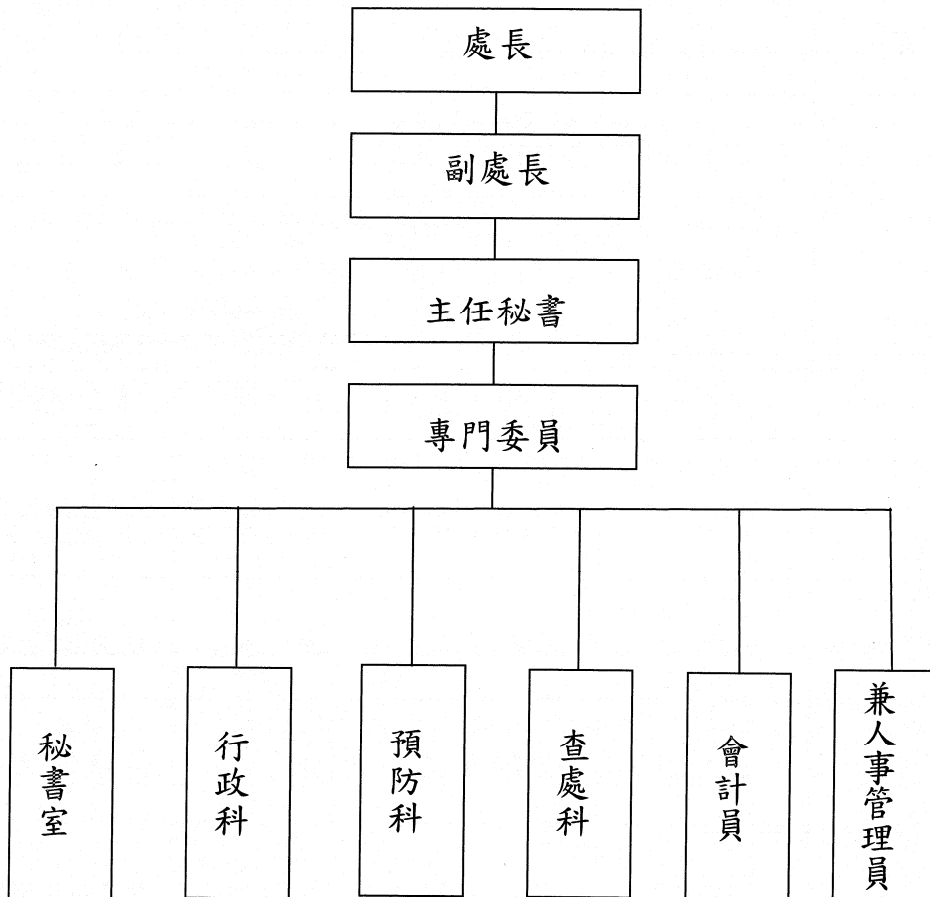 處長
副處長
主任秘書
專門委員
秘書室
行政科
預防科
查處科
會計員
兼人事管理員